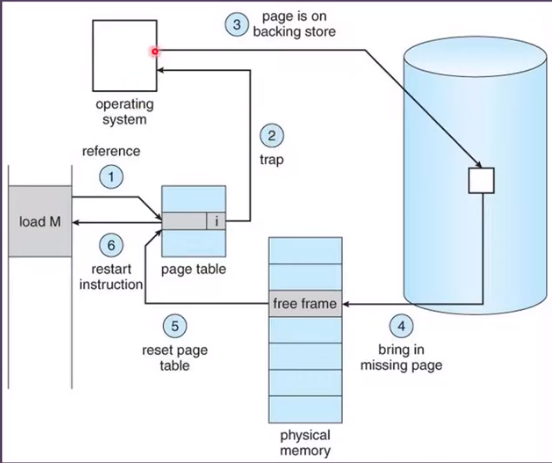 3
page is on
backing store
operating
system
2
trap
reference
1
load M
i
6
restart
instruction
page table
free frame
5
reset page
table
4
bring in
missing page
physical
memory